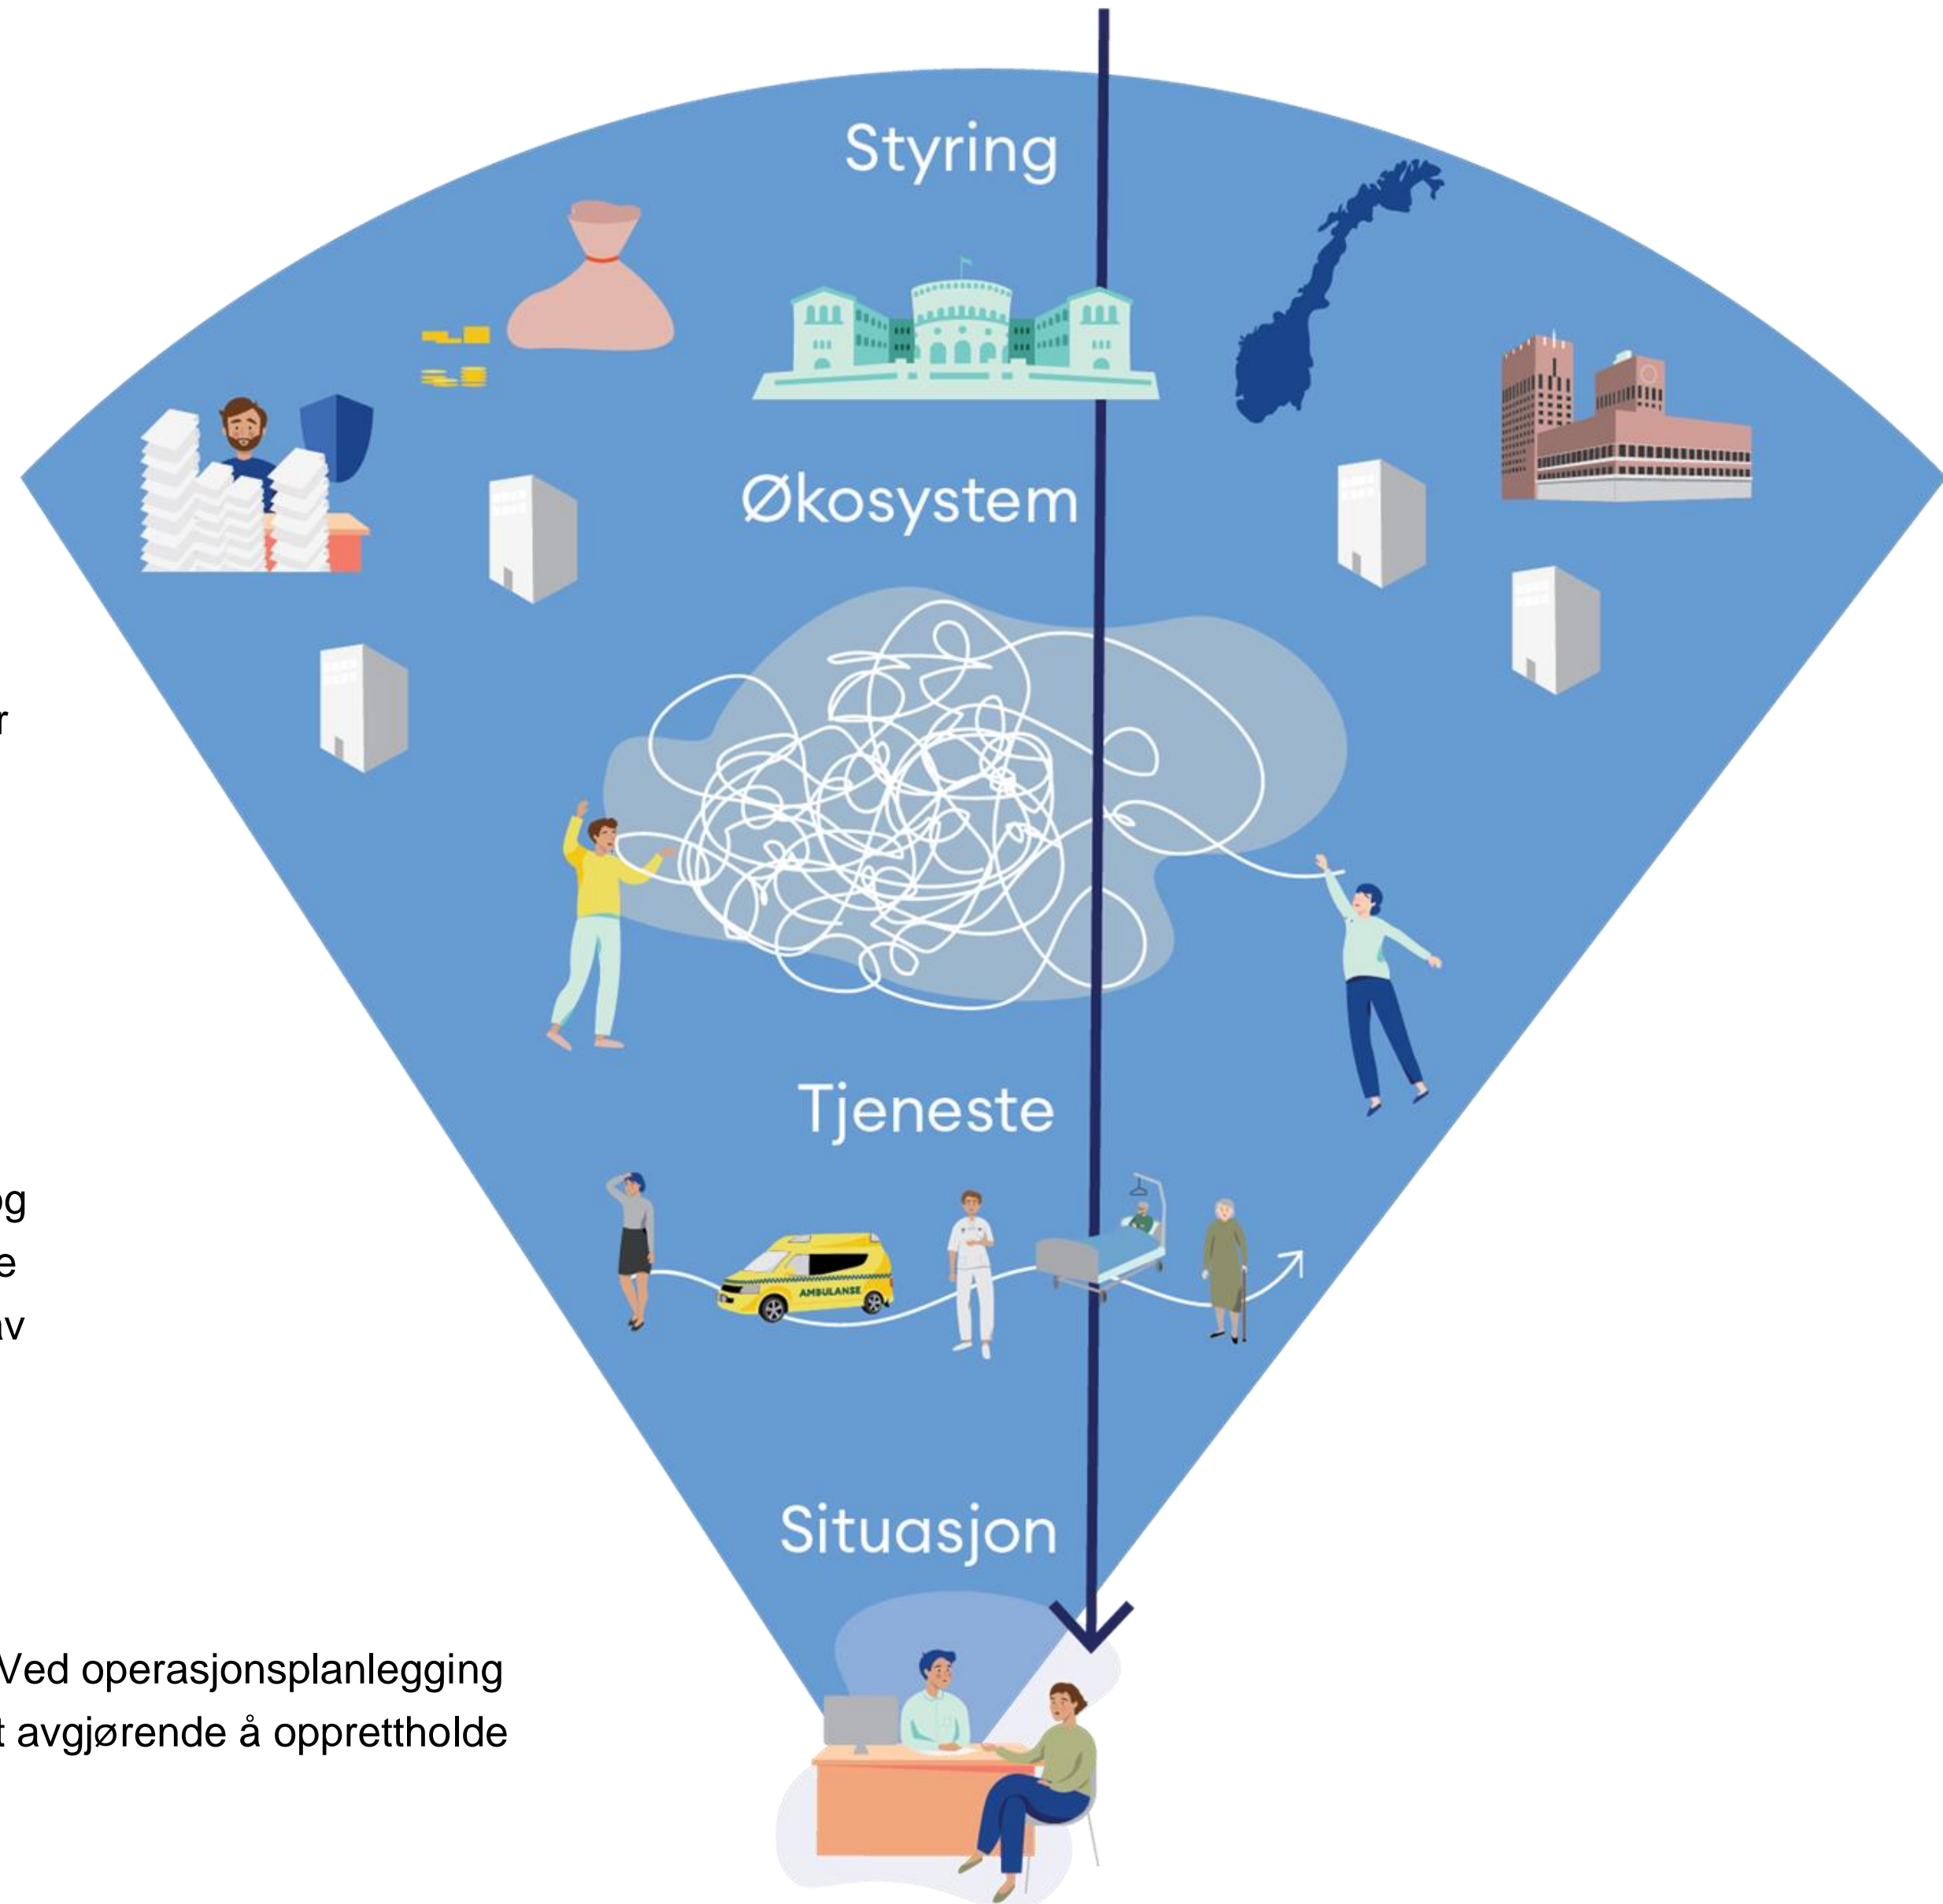 Styring
Økosystem
Tjeneste
AMBULANSE
Situasjon
Ved operasjonsplanlegging
avgjørende å opprettholde